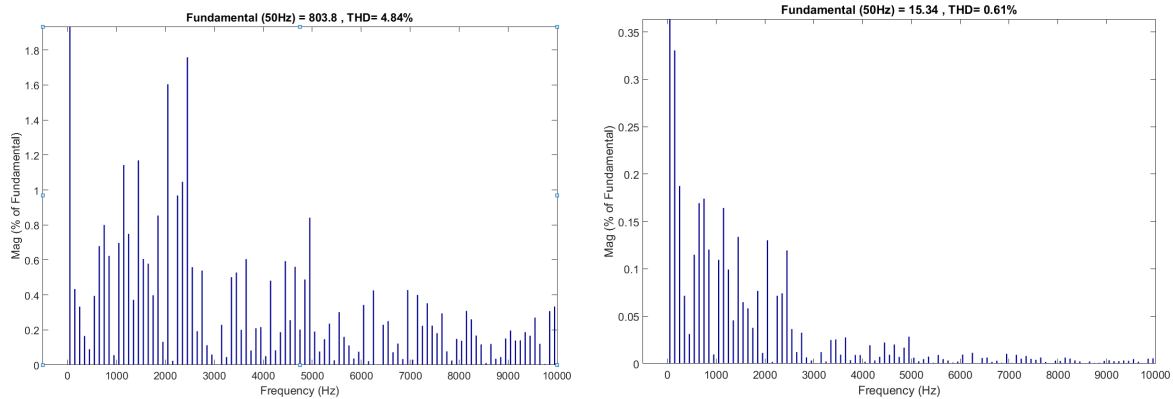 Fundamental (50Hz) = 803.8 , THD= 4.84%
Mag (% of Fundamental)
1.8
1.6
1.4
1.2
1
0.8
0.6
0.4
0.2
0
0 1000 2000 3000 4000 5000 6000 7000 8000 9000 10000
Frequency (Hz)
Fundamental (50Hz) = 15.34 , THD= 0.61%
Mag (% of Fundamental)
0.35
0.3
0.25
0.2
0.15
0.1
0.05
0
0 1000 2000 3000 4000 5000 6000 7000 8000 9000 10000
Frequency (Hz)